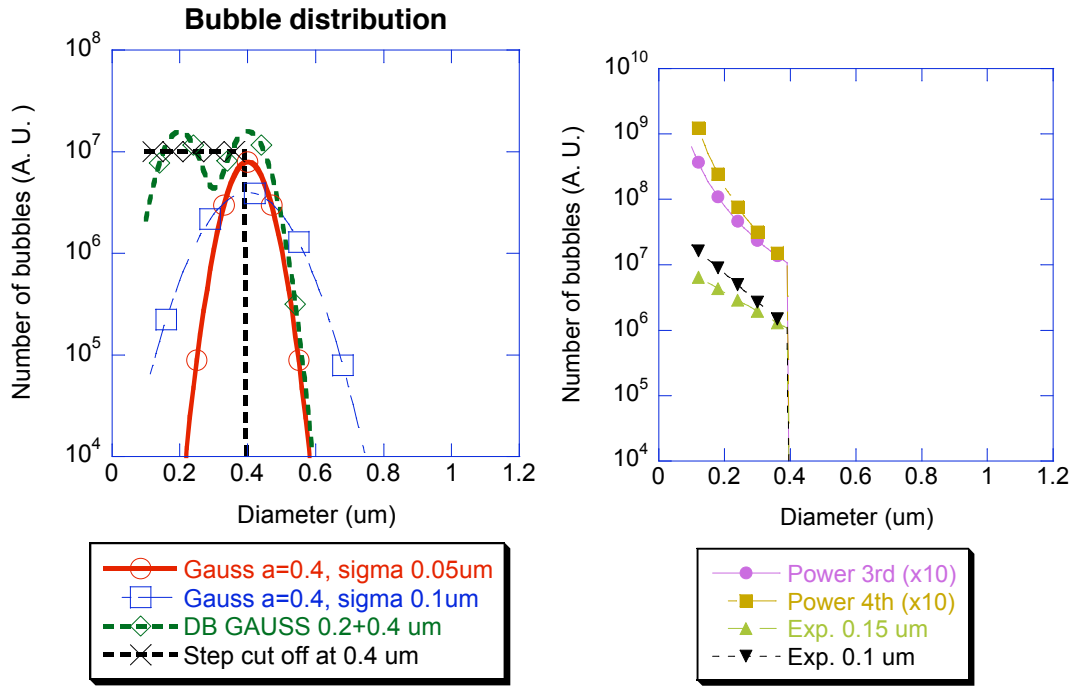 Bubble distribution
Number of bubbles (A. U. )
10^8
10^7
10^6
10^5
10^4
0 0.2 0.4 0.6 0.8 1 1.2
Diameter (um)
Gauss a=0.4, sigma 0.05um
Gauss a=0.4, sigma 0.1um
DB GAUSS 0.2+0.4 um
Step cut off at 0.4 um
Number of bubbles (A. U.)
10^10
10^9
10^8
10^7
10^6
10^5
10^4
0 0.2 0.4 0.6 0.8 1 1.2
Diameter (um)
Power 3rd (x10)
Power 4th (x10)
Exp. 0.15 um
Exp. 0.1 um